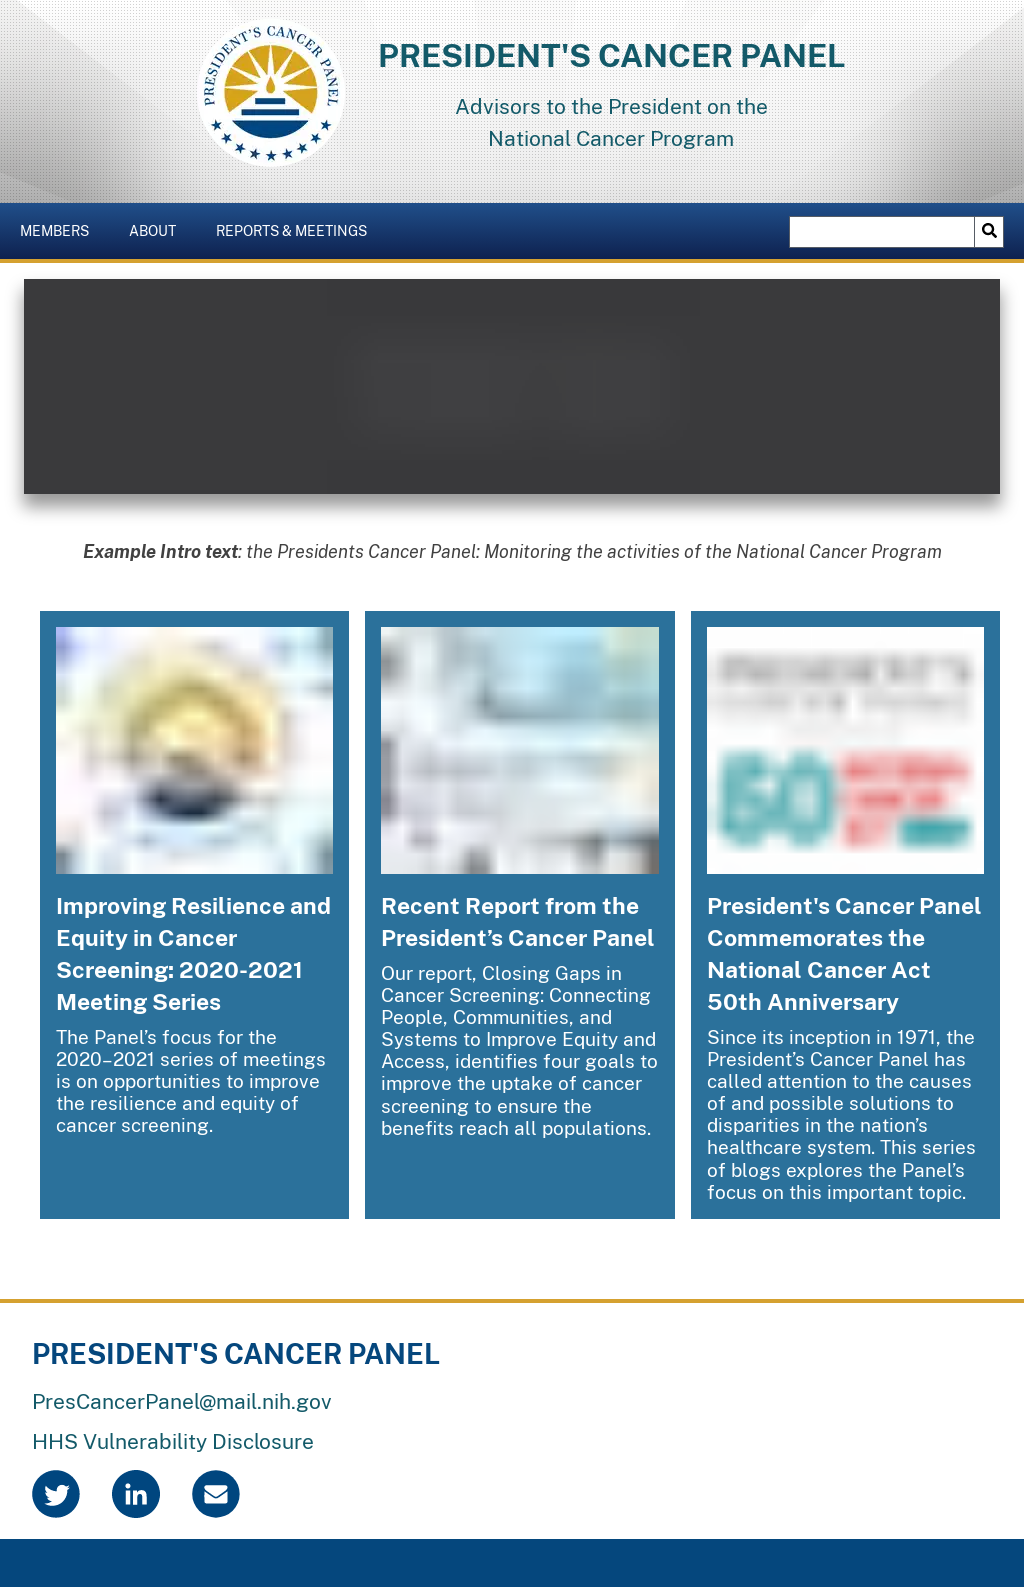 PRESIDENT'S CANCER PANEL
PRESIDENT'S CANCER PANEL
Advisors to the President on the
National Cancer Program
MEMBERS
ABOUT
REPORTS & MEETINGS
Example Intro text: the Presidents Cancer Panel: Monitoring the activities of the National Cancer Program
Improving Resilience and
Equity in Cancer
Screening: 2020-2021
Meeting Series
The Panel’s focus for the
2020–2021 series of meetings
is on opportunities to improve
the resilience and equity of
cancer screening.
Recent Report from the
President’s Cancer Panel
Our report, Closing Gaps in
Cancer Screening: Connecting
People, Communities, and
Systems to Improve Equity and
Access, identifies four goals to
improve the uptake of cancer
screening to ensure the
benefits reach all populations.
PRESIDENT'S
50
President's Cancer Panel
Commemorates the
National Cancer Act
50th Anniversary
Since its inception in 1971, the
President’s Cancer Panel has
called attention to the causes
of and possible solutions to
disparities in the nation’s
healthcare system. This series
of blogs explores the Panel’s
focus on this important topic.
PRESIDENT'S CANCER PANEL
PresCancerPanel@mail.nih.gov
HHS Vulnerability Disclosure
in